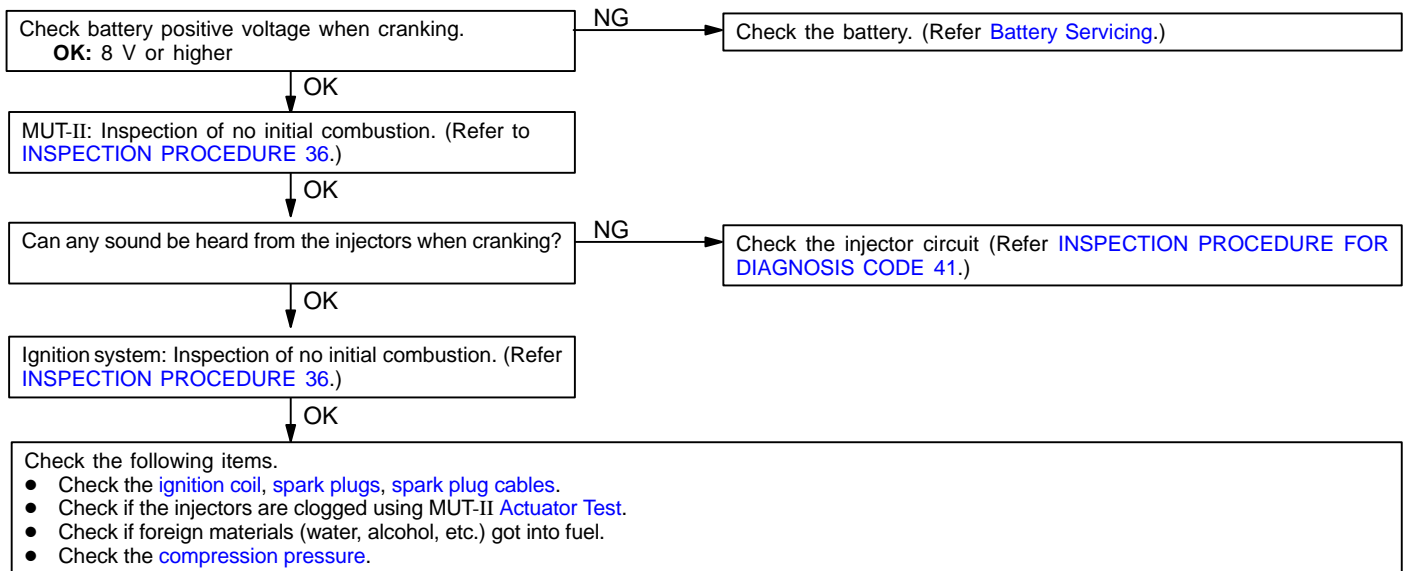 Check battery positive voltage when cranking.
OK: 8 V or higher
NG
Check the battery. (Refer Battery Servicing.)
OK
MUT-II: Inspection of no initial combustion. (Refer to
INSPECTION PROCEDURE 36.)
OK
Can any sound be heard from the injectors when cranking?
NG
Check the injector circuit (Refer INSPECTION PROCEDURE FOR
DIAGNOSIS CODE 41.)
OK
Ignition system: Inspection of no initial combustion. (Refer
INSPECTION PROCEDURE 36.)
OK
Check the following items.
● Check the ignition coil, spark plugs, spark plug cables.
● Check if the injectors are clogged using MUT-II Actuator Test.
● Check if foreign materials (water, alcohol, etc.) got into fuel.
● Check the compression pressure.